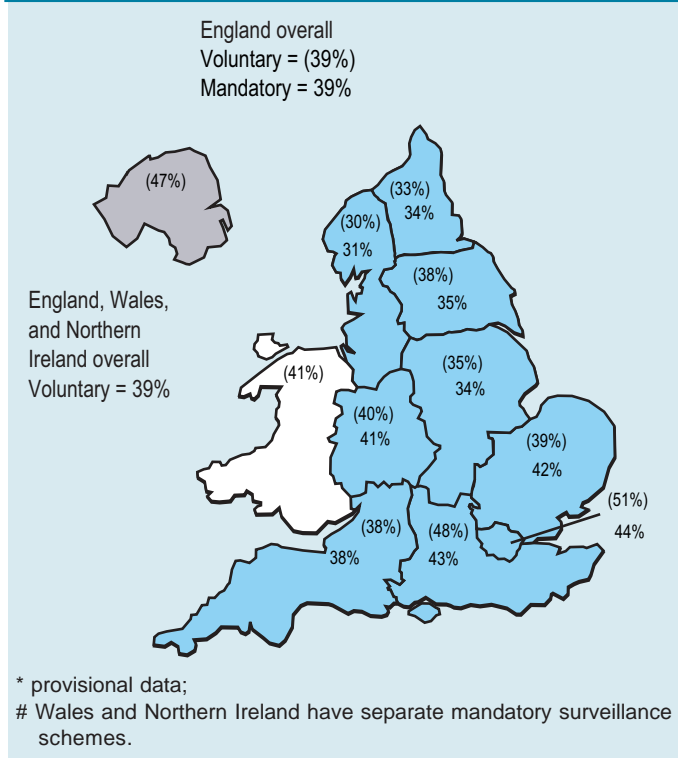 England overall
Voluntary = (39%)
Mandatory = 39%
(47%)
(33%)
34%
(30%)
31%
(38%)
35%
England, Wales,
and Northern
Ireland overall
Voluntary = 39%
(41%)
(35%)
34%
(40%)
41%
(39%)
42%
(51%)
44%
(38%)
38%
(48%)
43%
* provisional data;
# Wales and Northern Ireland have separate mandatory surveillance
schemes.